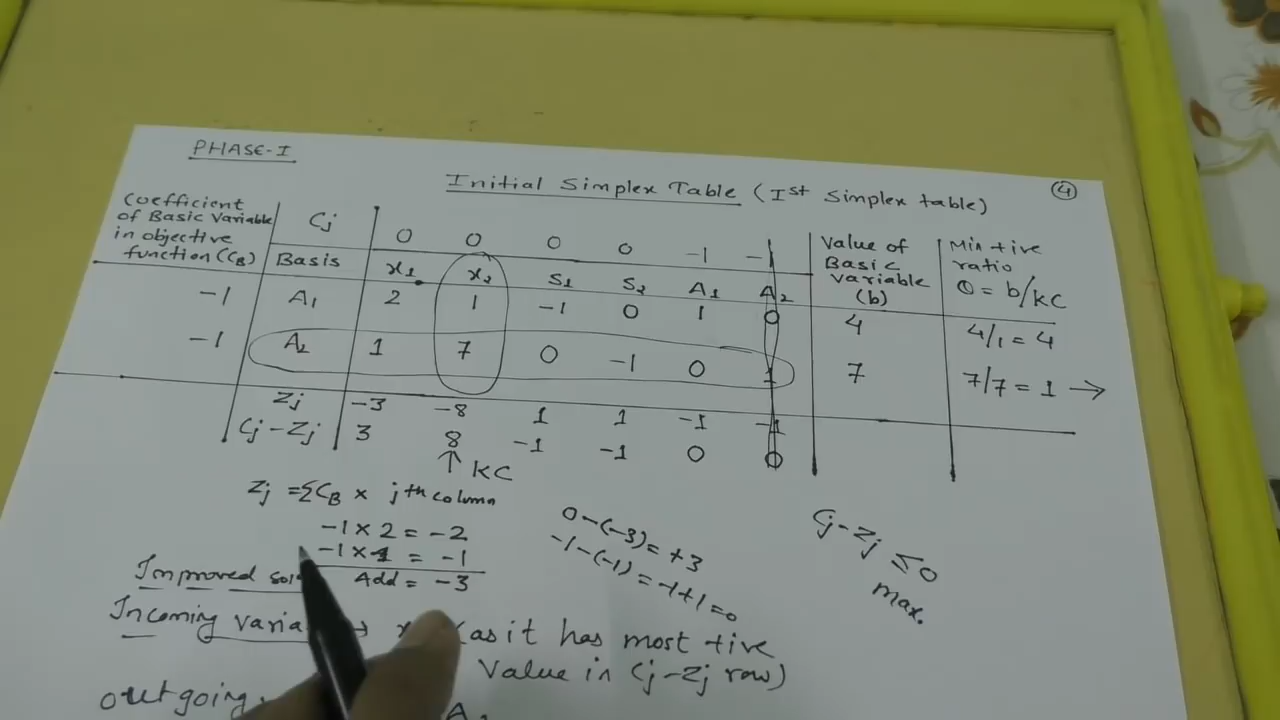 PHASE-I
Initial Simplex Table (Ist Simplex table)
④
Coefficient of Basic Variable in objective function (CB)
Cj 0 0 0 0 -1 -1
Basis x1 x2 S1 S2 A1 A2
Value of Basic Variable (b)
Min +ive ratio θ = b/KC
-1 A1 2 1 -1 0 1 0 4 4/1 = 4
-1 A2 1 7 0 -1 0 1 7 7/7 = 1 →
Zj -3 -8 1 1 -1 -1
Cj - Zj 3 8 -1 -1 0 0
↑ KC
Zj = ΣCB × jth column
-1 × 2 = -2
-1 × 1 = -1
Add = -3
0 - (-3) = +3
-1 - (-1) = -1+1 = 0
Cj - Zj ≤ 0
max.
Improved
Incoming (as it has most +ive
Value in Cj - Zj row)
outgoing